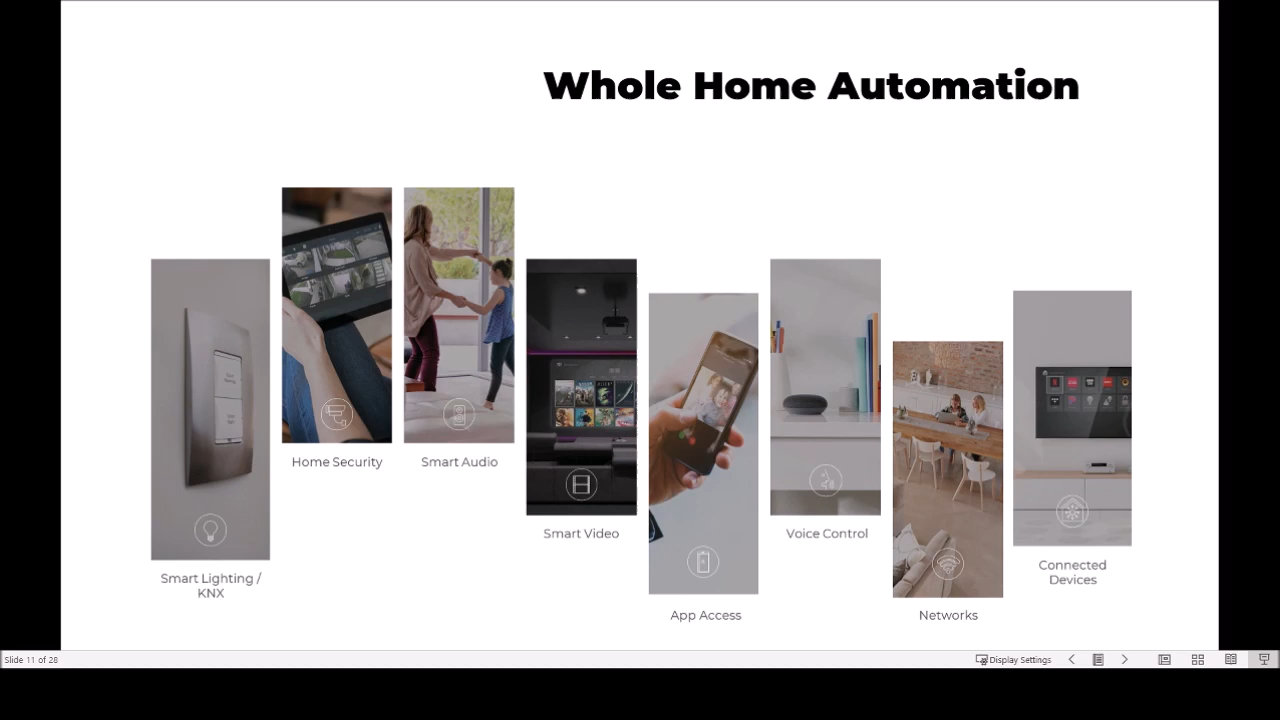 Whole Home Automation
Home Security
Smart Audio
Smart Video
Voice Control
Smart Lighting /
KNX
Connected
Devices
App Access
Networks
Slide 11 of 28
Display Settings